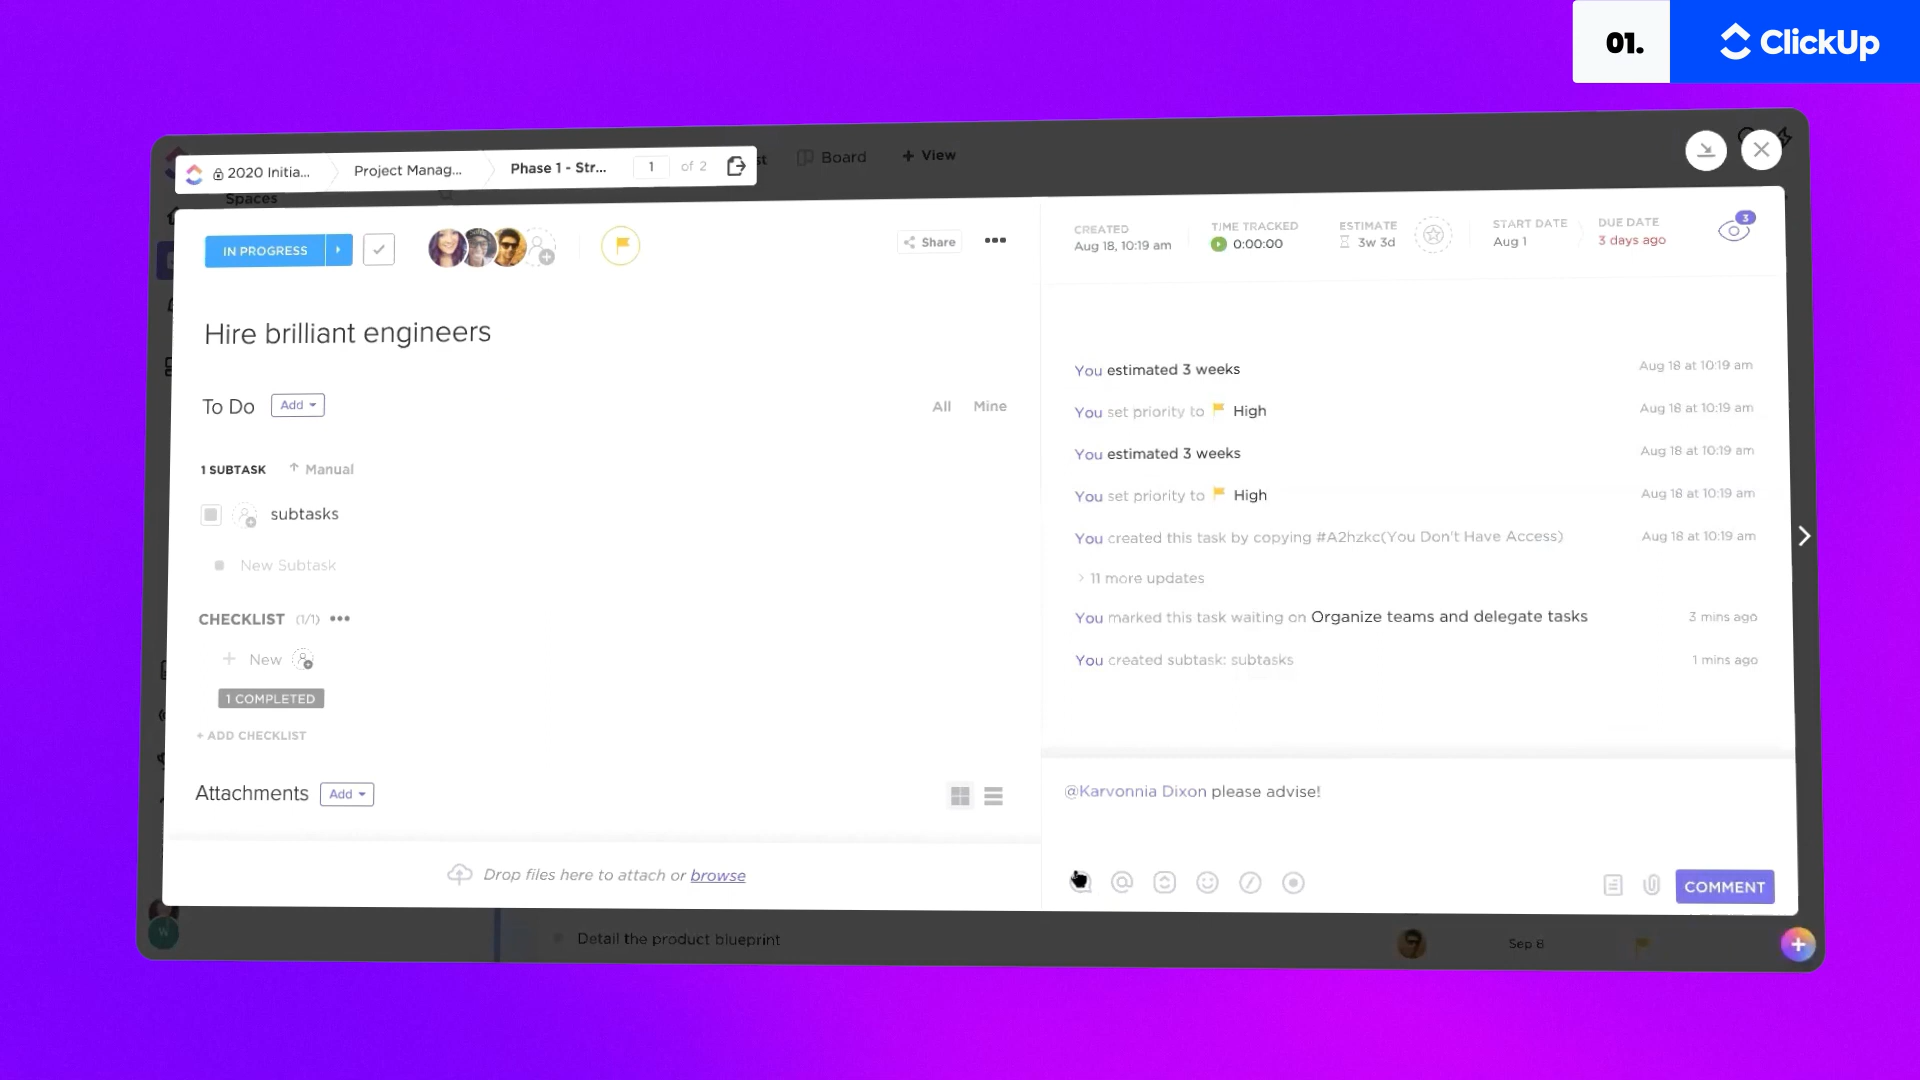 01.
ClickUp
Board
+ View
2020 Initia...
Project Manag...
Phase 1 - Str...
1 of 2
Spaces
IN PROGRESS
Share
CREATED
Aug 18, 10:19 am
TIME TRACKED
0:00:00
ESTIMATE
3w 3d
START DATE
Aug 1
DUE DATE
3 days ago
3
Hire brilliant engineers
To Do
Add
All
Mine
1 SUBTASK
Manual
subtasks
New Subtask
CHECKLIST (1/1)
+ New
1 COMPLETED
+ ADD CHECKLIST
Attachments
Add
Drop files here to attach or browse
You estimated 3 weeks
Aug 18 at 10:19 am
You set priority to High
Aug 18 at 10:19 am
You estimated 3 weeks
Aug 18 at 10:19 am
You set priority to High
Aug 18 at 10:19 am
You created this task by copying #A2hzkc(You Don't Have Access)
Aug 18 at 10:19 am
> 11 more updates
You marked this task waiting on Organize teams and delegate tasks
3 mins ago
You created subtask: subtasks
1 mins ago
@Karvonnia Dixon please advise!
COMMENT
W
Detail the product blueprint
Sep 8